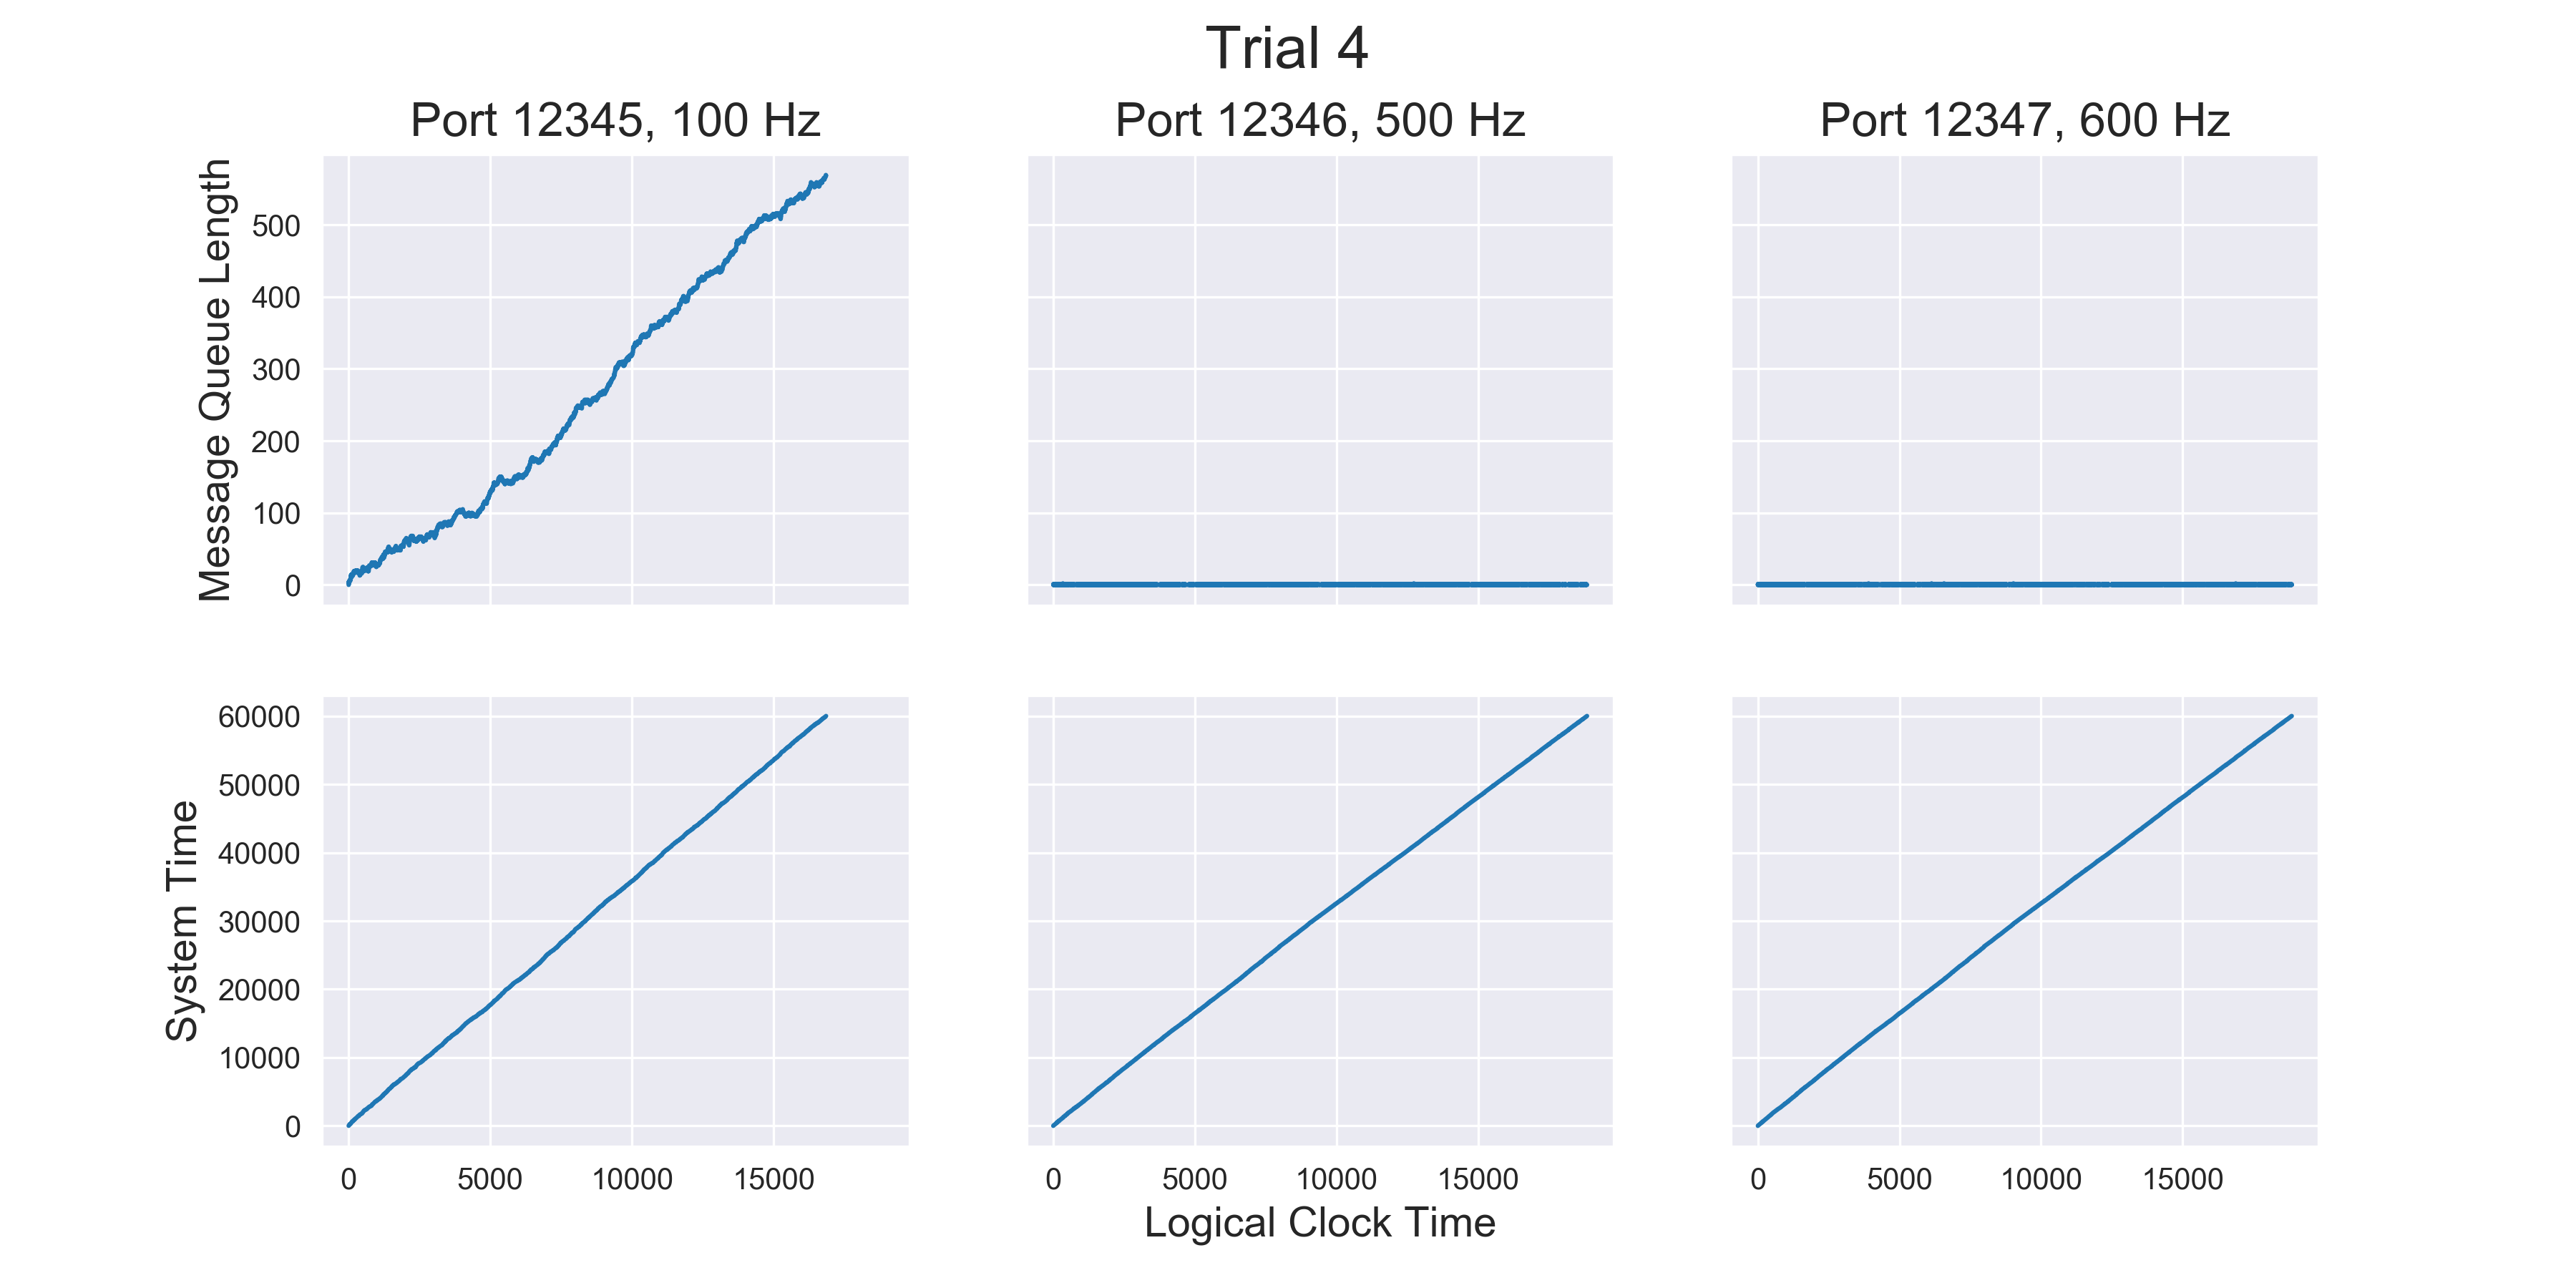 Trial 4
Port 12345, 100 Hz
Port 12346, 500 Hz
Port 12347, 600 Hz
Message Queue Length
500
400
300
200
100
0
System Time
60000
50000
40000
30000
20000
10000
0
0 5000 10000 15000
0 5000 10000 15000
0 5000 10000 15000
Logical Clock Time